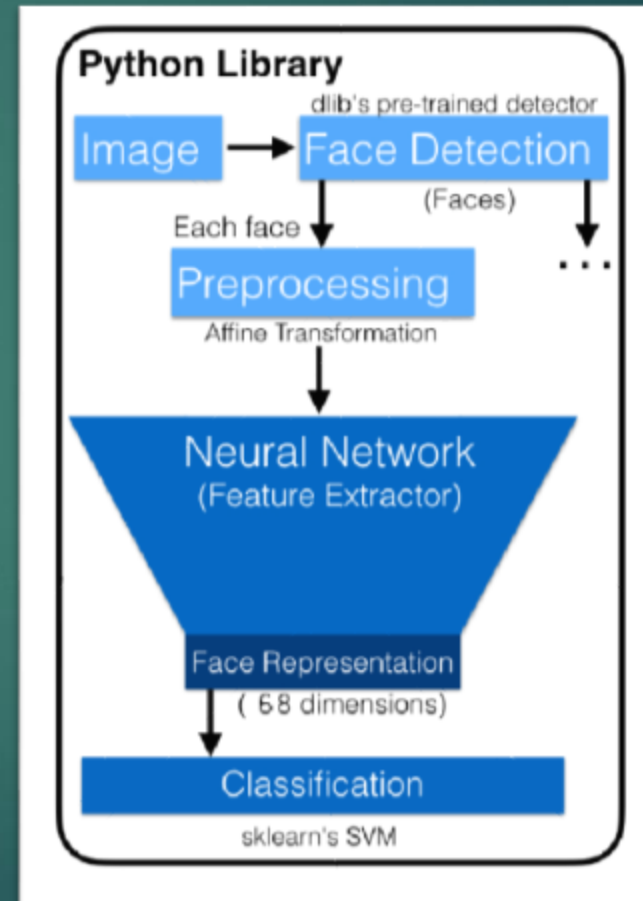 Python Library
dlib's pre-trained detector
Image
Face Detection
(Faces)
Each face
...
Preprocessing
Affine Transformation
Neural Network
(Feature Extractor)
Face Representation
( 68 dimensions)
Classification
sklearn's SVM